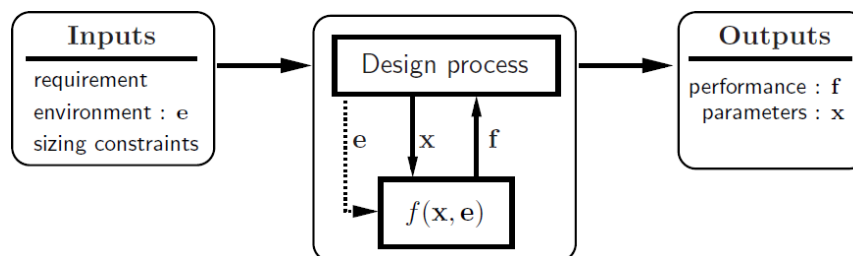 Inputs
requirement
environment : e
sizing constraints
Design process
e
x
f
f(x, e)
Outputs
performance : f
parameters : x